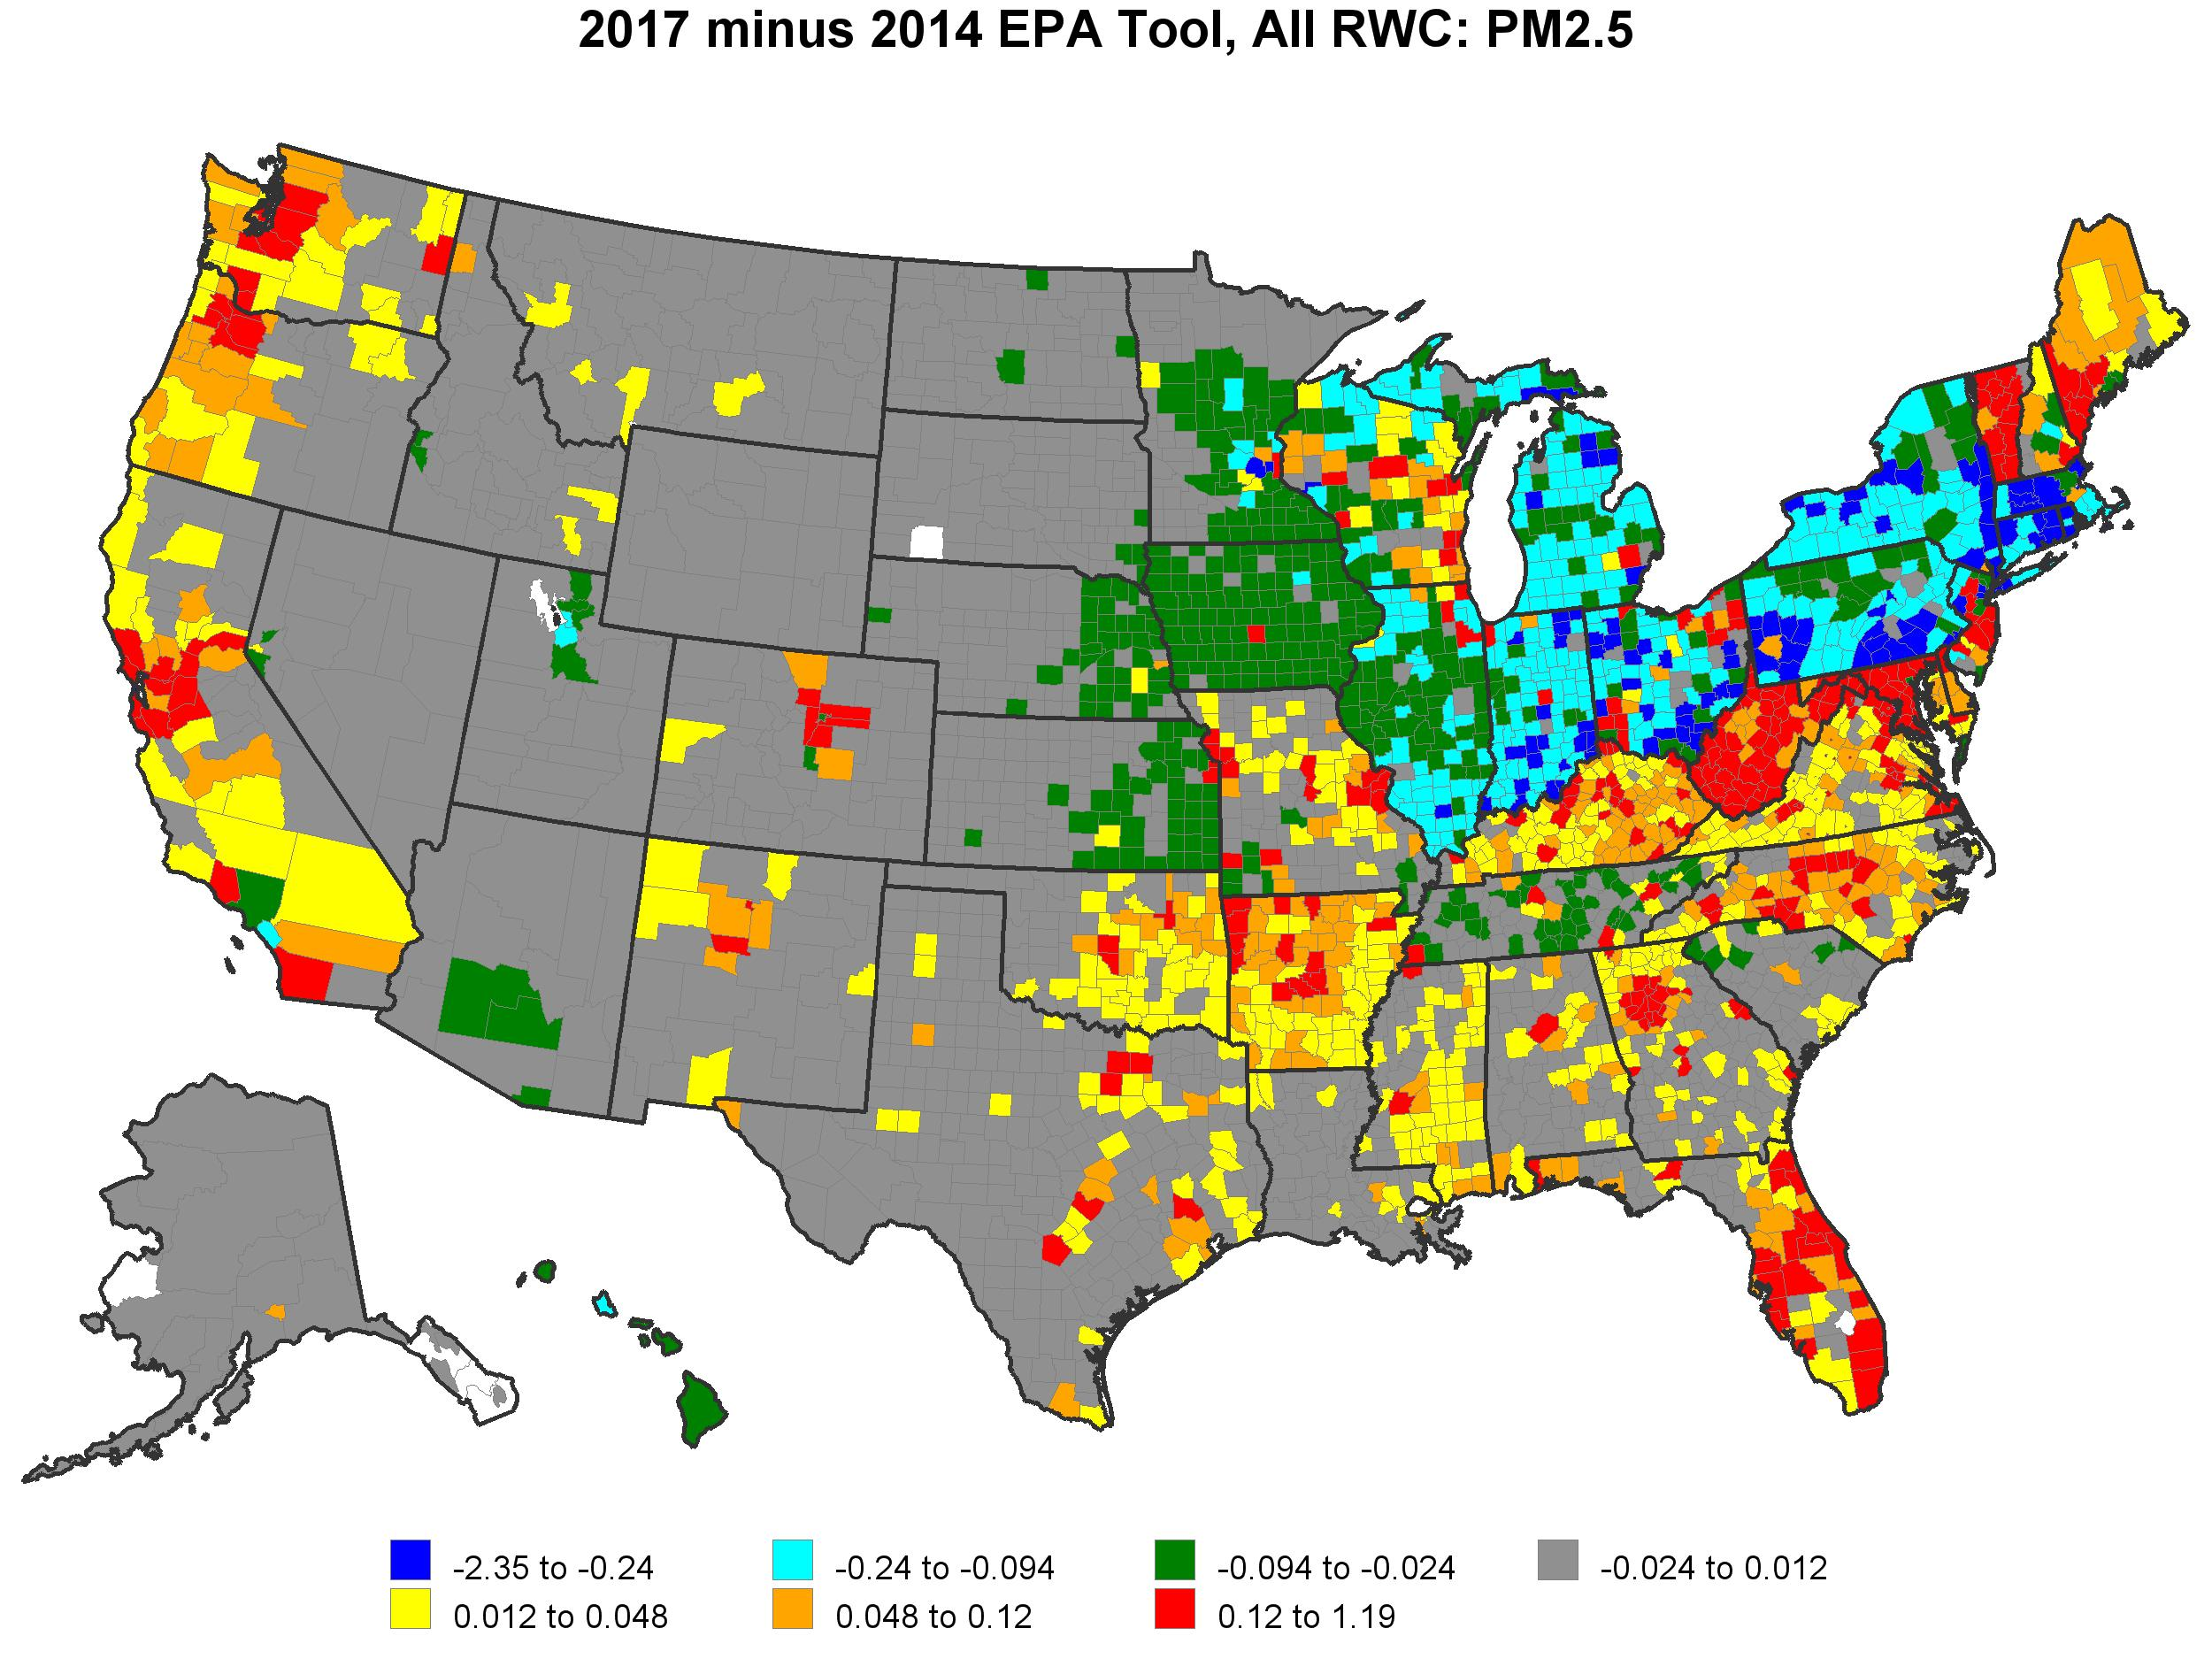 2017 minus 2014 EPA Tool, All RWC: PM2.5
-2.35 to -0.24 -0.24 to -0.094 -0.094 to -0.024 -0.024 to 0.012
0.012 to 0.048 0.048 to 0.12 0.12 to 1.19